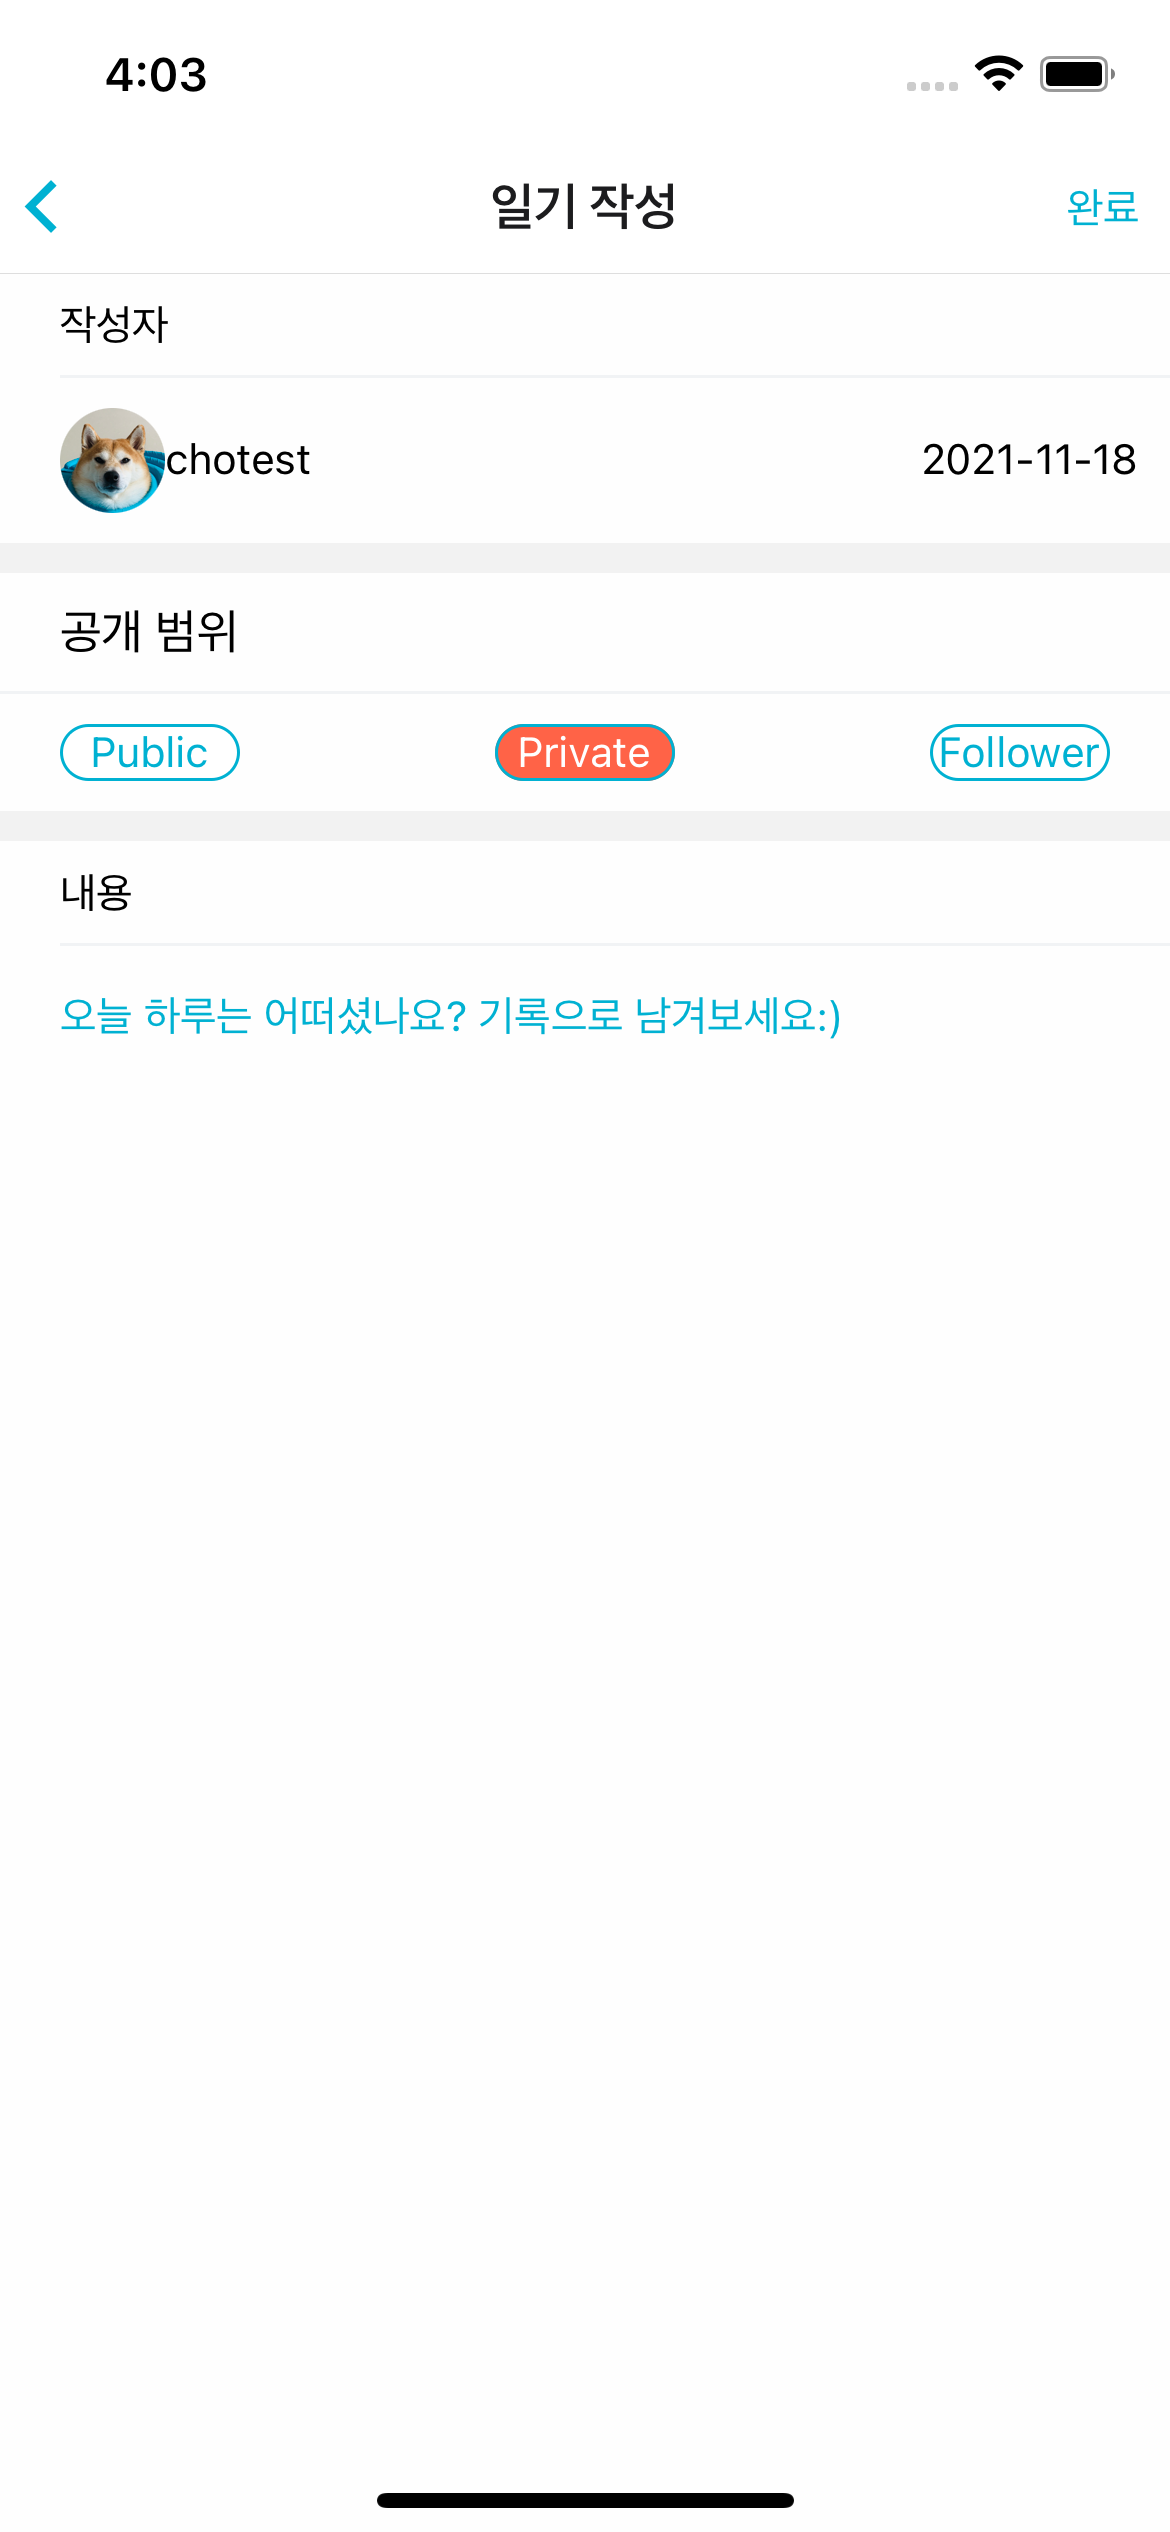 4:03
일기 작성
완료
작성자
chotest
2021-11-18
공개 범위
Public
Private
Follower
내용
오늘 하루는 어떠셨나요? 기록으로 남겨보세요:)